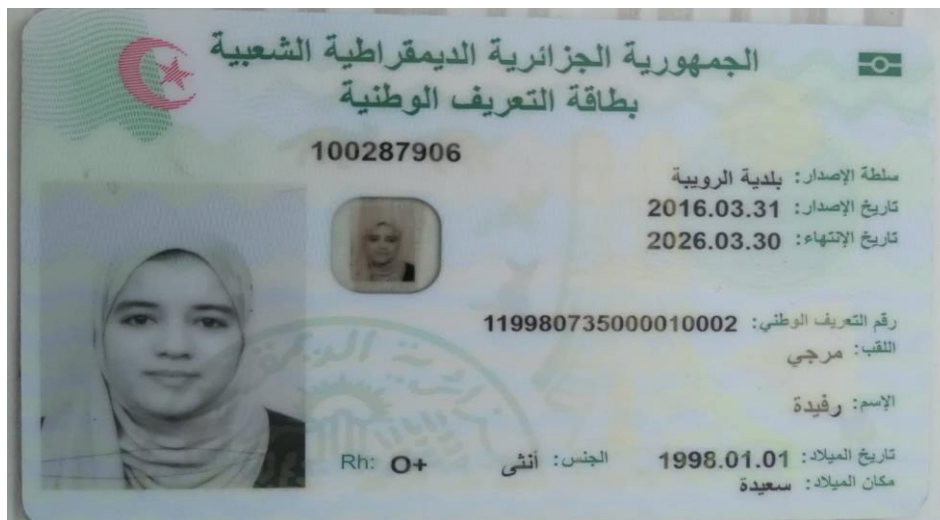 الجمهورية الجزائرية الديمقراطية الشعبية
بطاقة التعريف الوطنية
100287906
سلطة الإصدار: بلدية الرويبة
تاريخ الإصدار: 2016.03.31
تاريخ الإنتهاء: 2026.03.30
رقم التعريف الوطني: 119980735000010002
اللقب: مرجي
الإسم: رفيدة
تاريخ الميلاد: 1998.01.01 الجنس: أنثى Rh: O+
مكان الميلاد: سعيدة